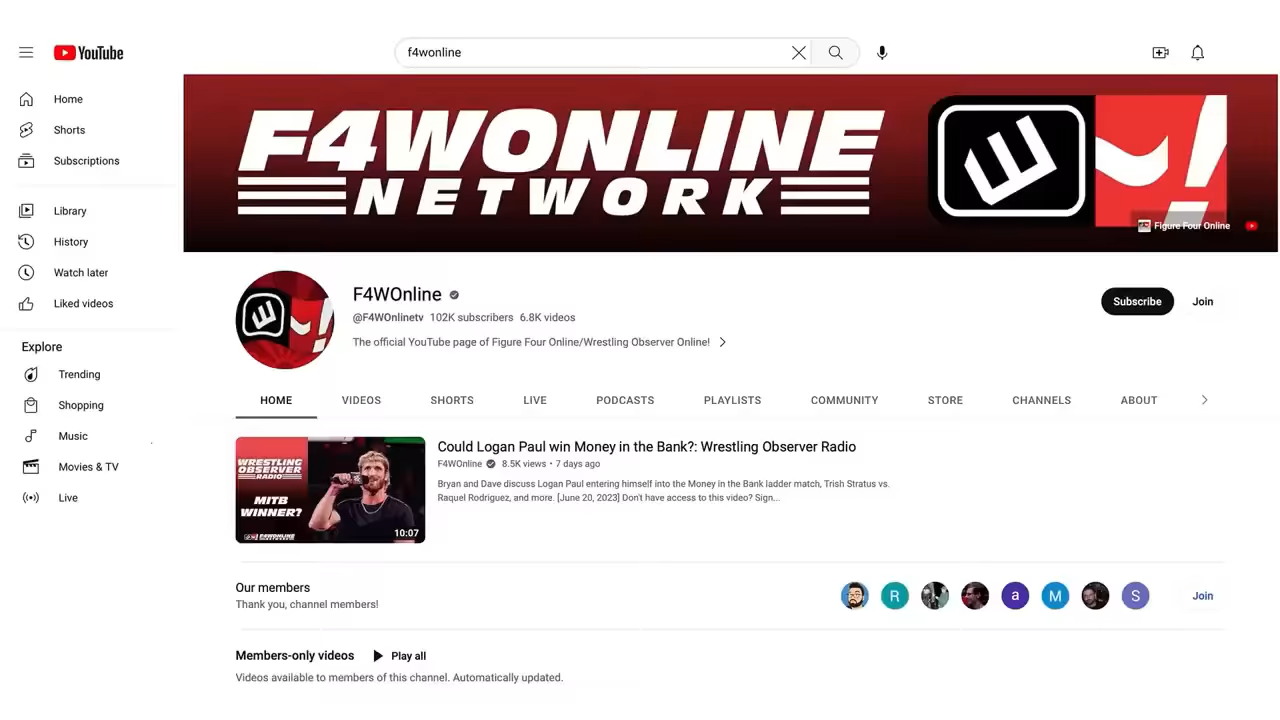 YouTube
f4wonline
Home
Shorts
Subscriptions
Library
History
Watch later
Liked videos
Explore
Trending
Shopping
Music
Movies & TV
Live
F4WONLINE
NETWORK
Figure Four Online
F4WOnline
@F4WOnlinetv 102K subscribers 6.8K videos
The official YouTube page of Figure Four Online/Wrestling Observer Online!
Subscribe
Join
HOME VIDEOS SHORTS LIVE PODCASTS PLAYLISTS COMMUNITY STORE CHANNELS ABOUT
WRESTLING
OBSERVER
RADIO
MITB
WINNER?
F4WONLINE
NETWORK
10:07
Could Logan Paul win Money in the Bank?: Wrestling Observer Radio
F4WOnline 8.5K views • 7 days ago
Bryan and Dave discuss Logan Paul entering himself into the Money in the Bank ladder match, Trish Stratus vs.
Raquel Rodriguez, and more. [June 20, 2023] Don't have access to this video? Sign...
Our members
Thank you, channel members!
R a M S
Join
Members-only videos Play all
Videos available to members of this channel. Automatically updated.